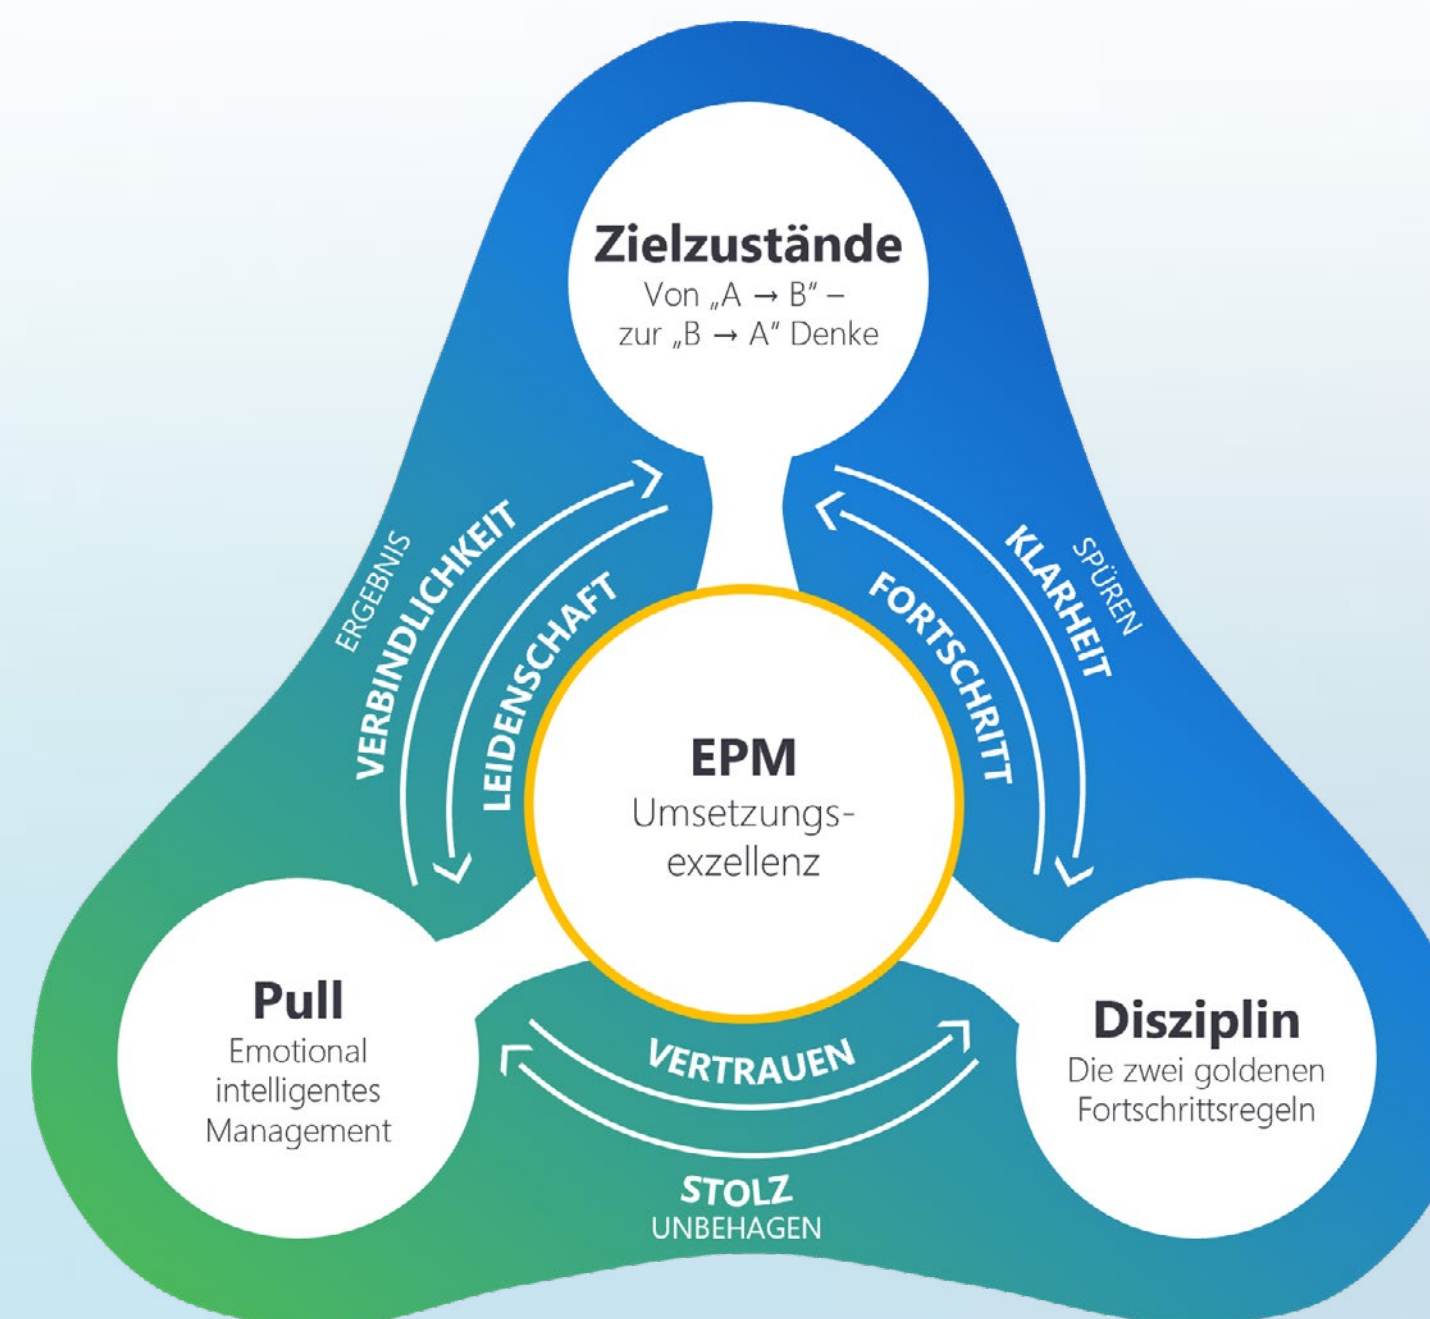 Zielzustände
Von „A → B" –
zur „B → A" Denke
ERGEBNIS
VERBINDLICHKEIT
LEIDENSCHAFT
FORTSCHRITT
KLARHEIT
SPÜREN
EPM
Umsetzungs-
exzellenz
Pull
Emotional
intelligentes
Management
Disziplin
Die zwei goldenen
Fortschrittsregeln
VERTRAUEN
STOLZ
UNBEHAGEN